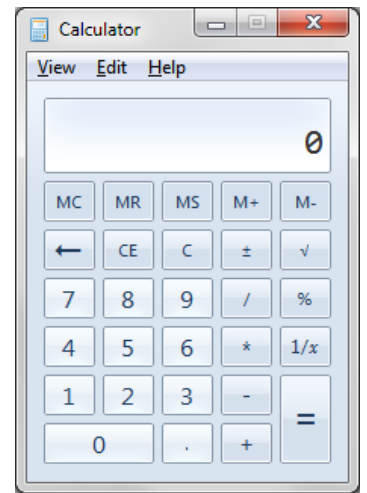 Calculator
View Edit Help
0
MC MR MS M+ M-
← CE C ± √
7 8 9 / %
4 5 6 * 1/x
1 2 3 - =
0 . +